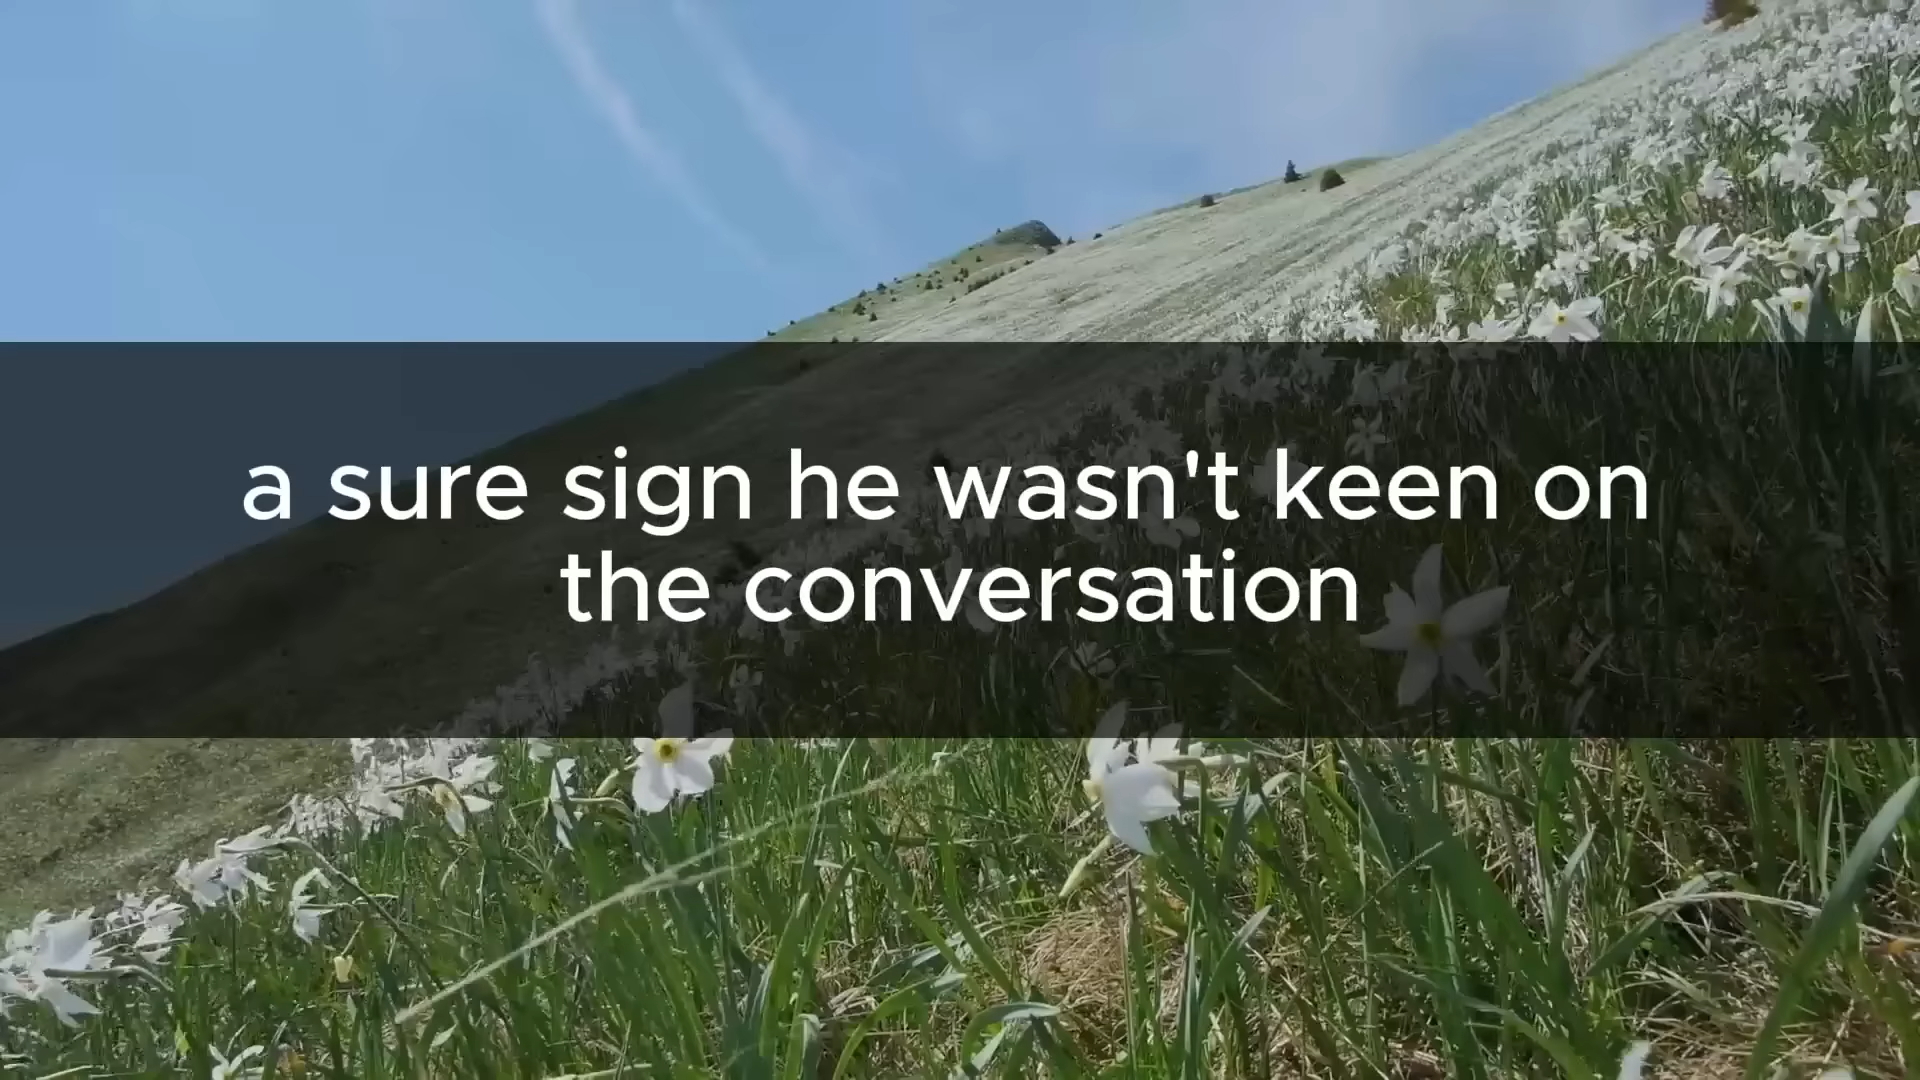 a sure sign he wasn't keen on
the conversation